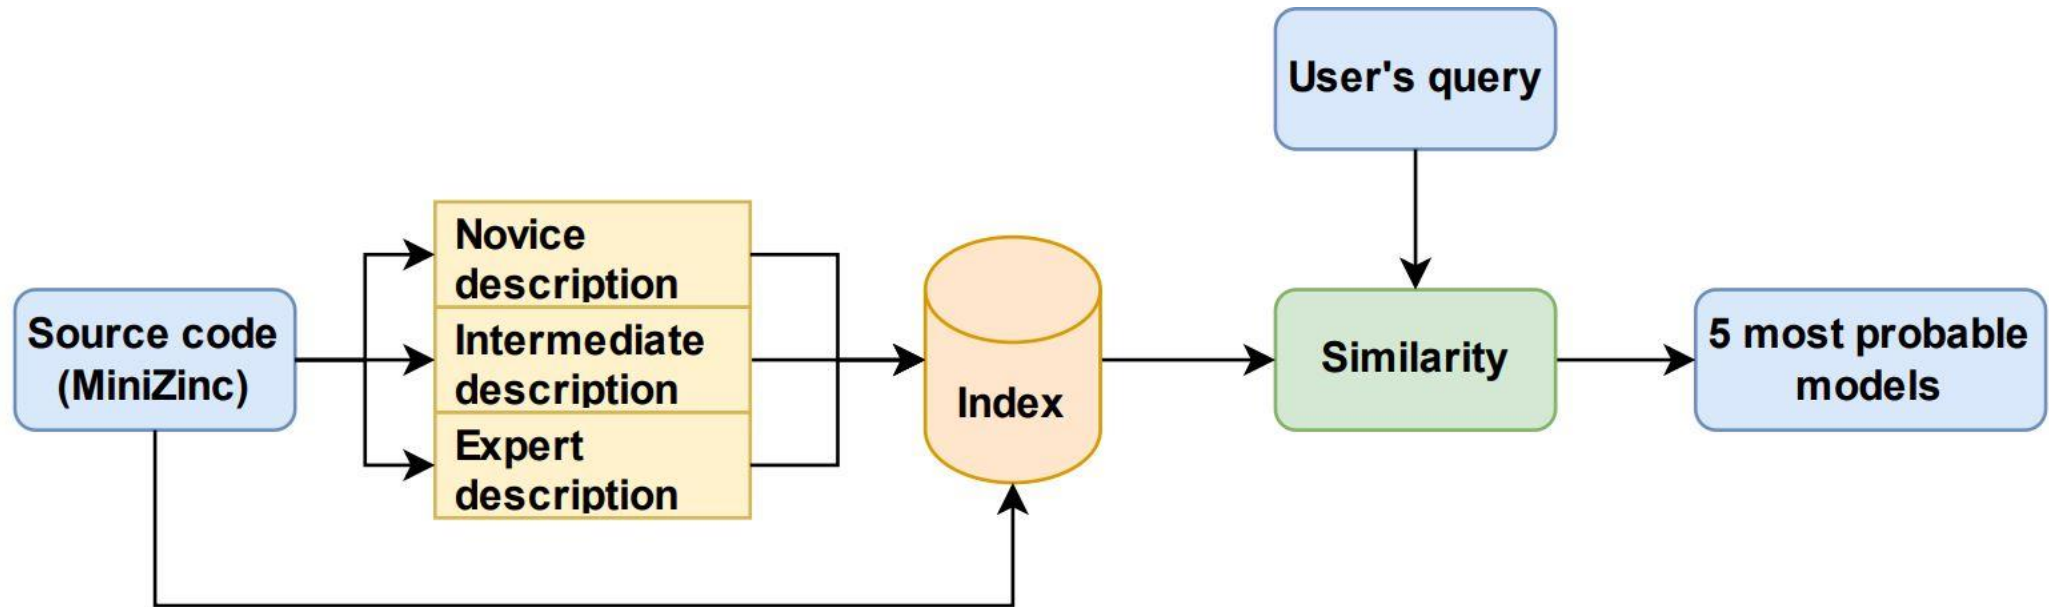 User's query
Novice
description
Source code
(MiniZinc)
Intermediate
description
Expert
description
Index
Similarity
5 most probable
models